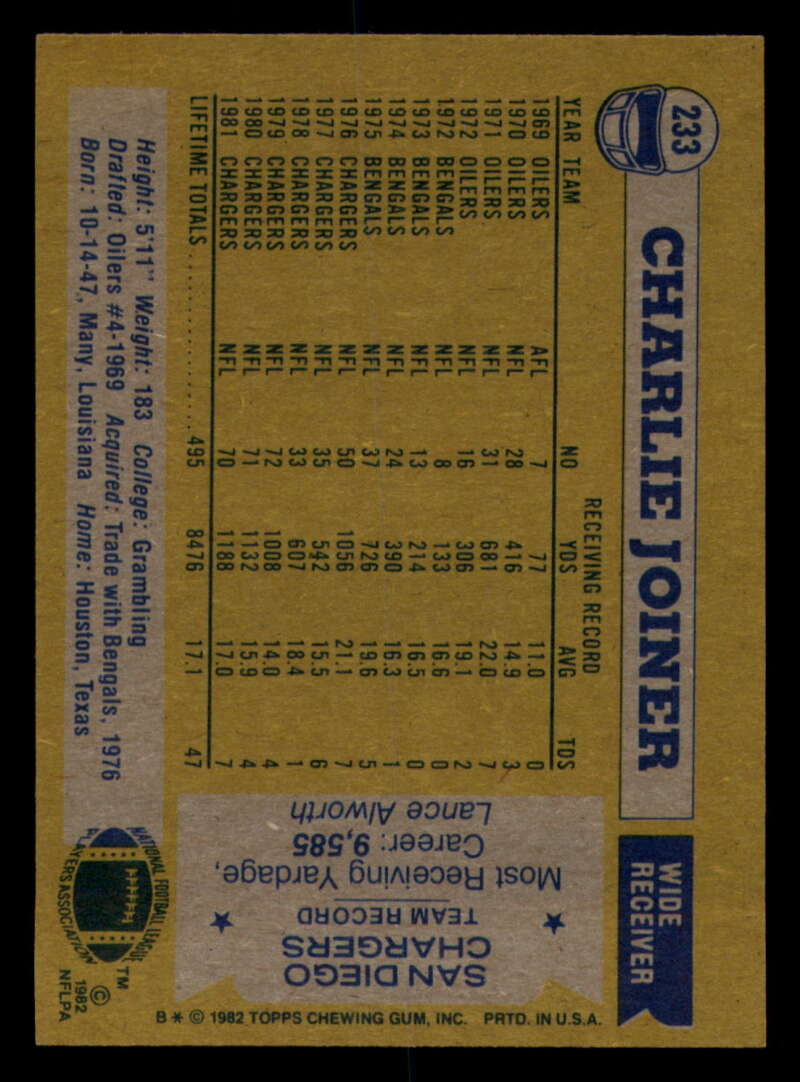 233
CHARLIE JOINER
WIDE
RECEIVER
RECEIVING RECORD
YEAR TEAM NO YDS AVG TDS
1969 OILERS AFL 7 77 11.0 0
1970 OILERS NFL 28 416 14.9 3
1971 OILERS NFL 31 681 22.0 7
1972 OILERS NFL 16 306 19.1 2
1972 BENGALS NFL 8 133 16.6 0
1973 BENGALS NFL 13 214 16.5 0
1974 BENGALS NFL 24 390 16.3 1
1975 BENGALS NFL 37 726 19.6 5
1976 CHARGERS NFL 50 1056 21.1 7
1977 CHARGERS NFL 35 542 15.5 6
1978 CHARGERS NFL 33 607 18.4 1
1979 CHARGERS NFL 72 1008 14.0 4
1980 CHARGERS NFL 71 1132 15.9 4
1981 CHARGERS NFL 70 1188 17.0 7
LIFETIME TOTALS.......... 495 8476 17.1 47
Height: 5'11" Weight: 183 College: Grambling
Drafted: Oilers #4-1969 Acquired: Trade with Bengals, 1976
Born: 10-14-47, Many, Louisiana Home: Houston, Texas
SAN DIEGO
CHARGERS
TEAM RECORD
Most Receiving Yardage,
Career: 9,585
Lance Alworth
NATIONAL FOOTBALL LEAGUE
PLAYERS ASSOCIATION
TM
©
1982
NFLPA
B * © 1982 TOPPS CHEWING GUM, INC. PRTD. IN U.S.A.